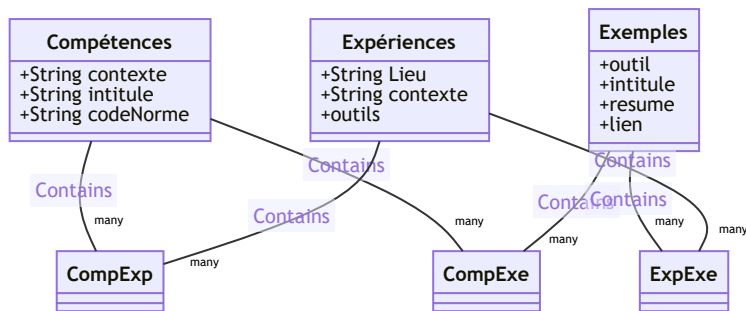 Compétences
+String contexte
+String intitule
+String codeNorme
Expériences
+String Lieu
+String contexte
+outils
Exemples
+outil
+intitule
+resume
+lien
Contains
Contains
Contains
Contains
Contains
Contains
many
many
many
many
many
many
CompExp
CompExe
ExpExe